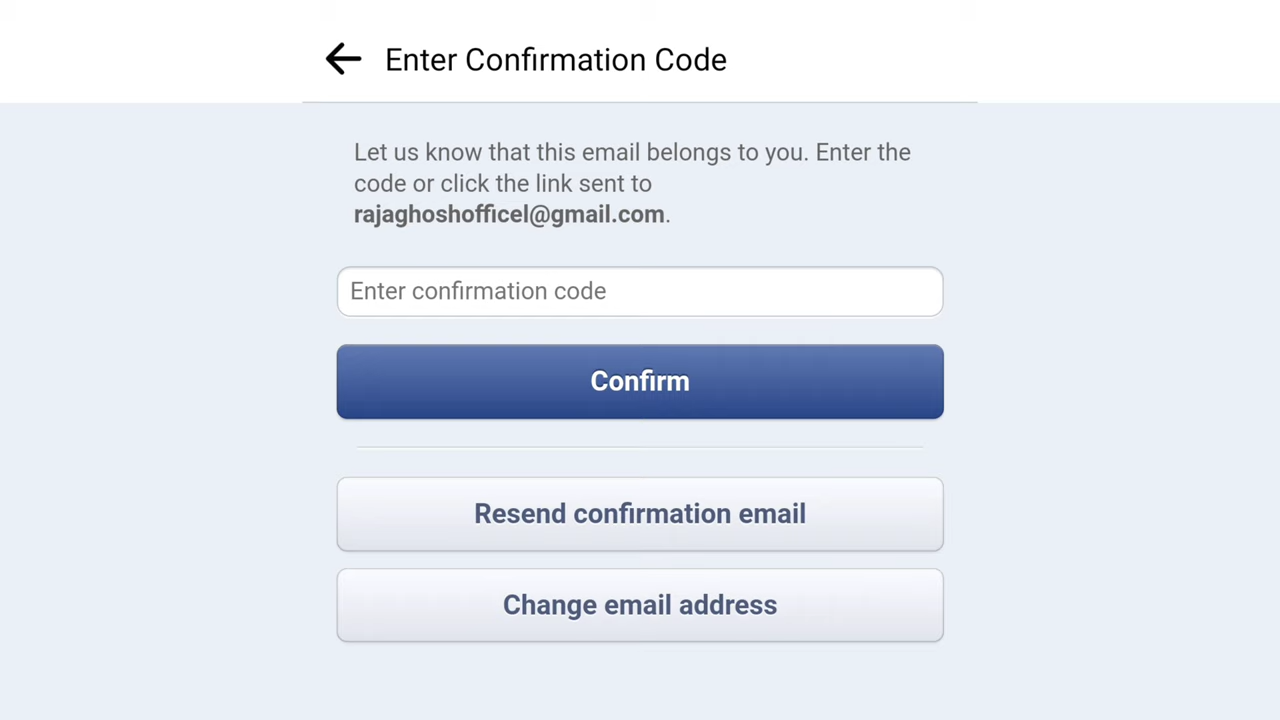 Enter Confirmation Code
Let us know that this email belongs to you. Enter the
code or click the link sent to
rajaghoshofficel@gmail.com.
Enter confirmation code
Confirm
Resend confirmation email
Change email address